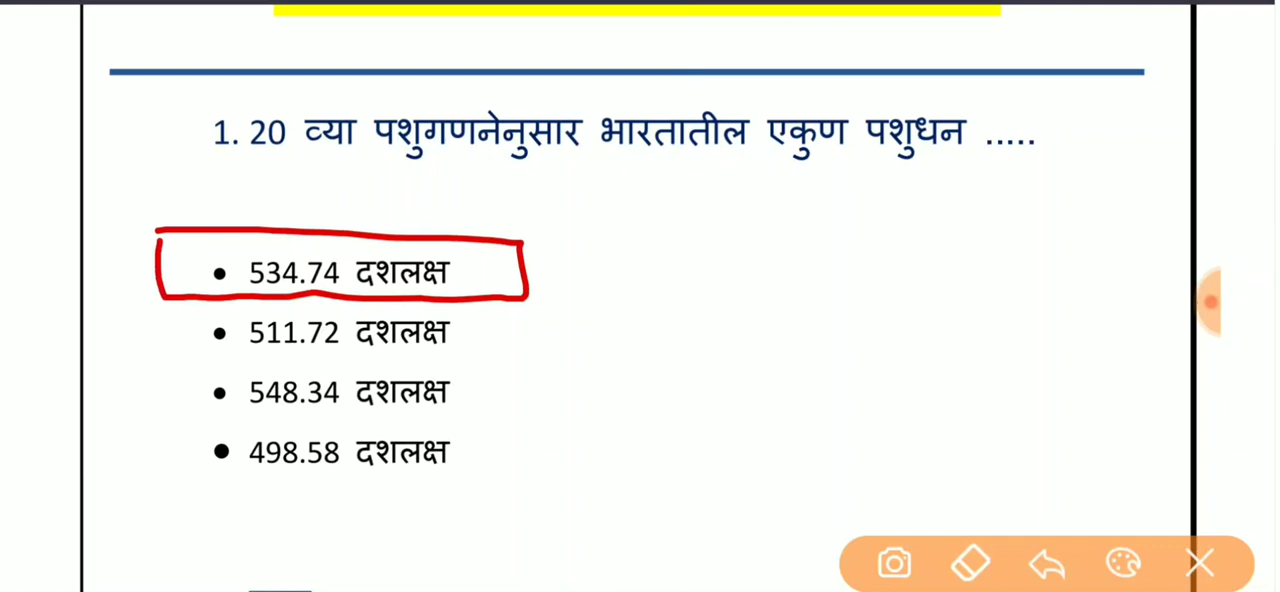 1. 20 व्या पशुगणनेनुसार भारतातील एकुण पशुधन .....
• 534.74 दशलक्ष
• 511.72 दशलक्ष
• 548.34 दशलक्ष
• 498.58 दशलक्ष